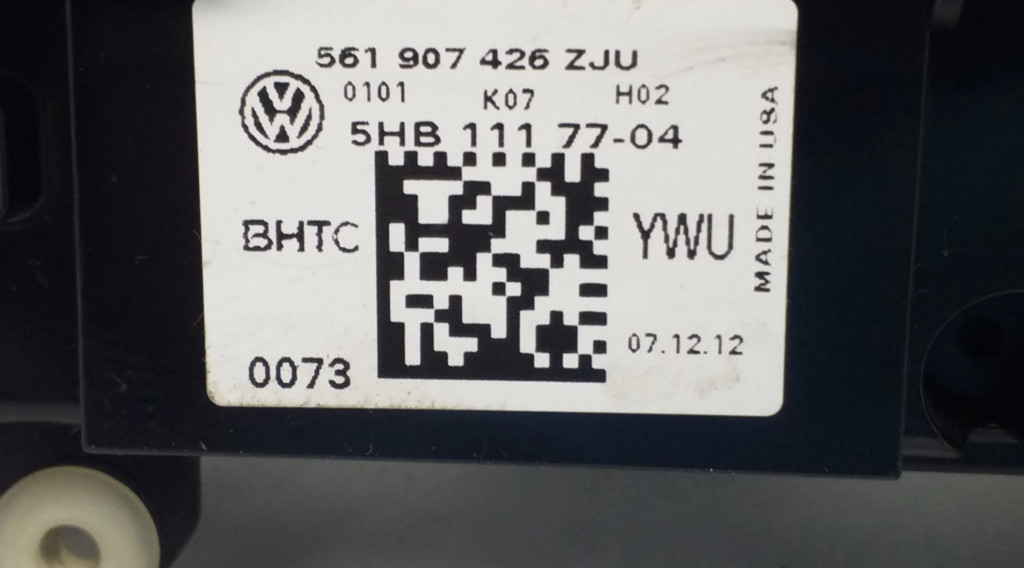 561 907 426 ZJU
0101 K07 H02
5HB 111 77-04
BHTC
YWU
MADE IN USA
07.12.12
0073